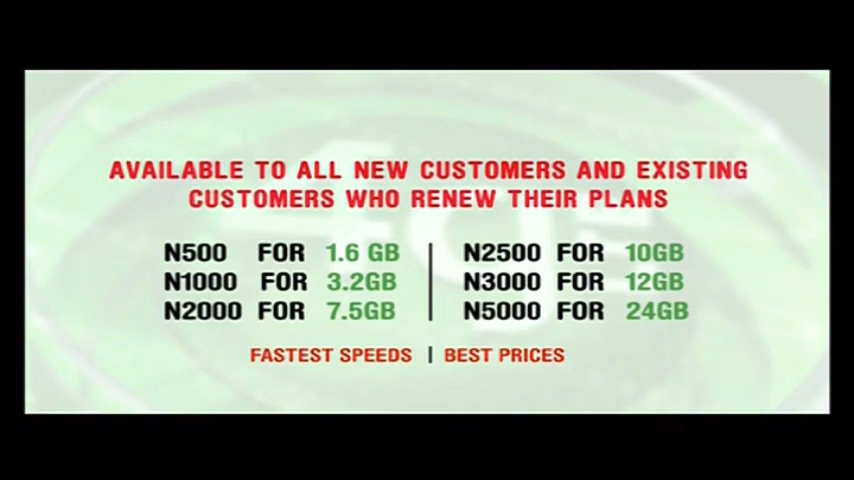 AVAILABLE TO ALL NEW CUSTOMERS AND EXISTING
CUSTOMERS WHO RENEW THEIR PLANS
N500 FOR 1.6 GB
N1000 FOR 3.2GB
N2000 FOR 7.5GB
N2500 FOR 10GB
N3000 FOR 12GB
N5000 FOR 24GB
FASTEST SPEEDS | BEST PRICES